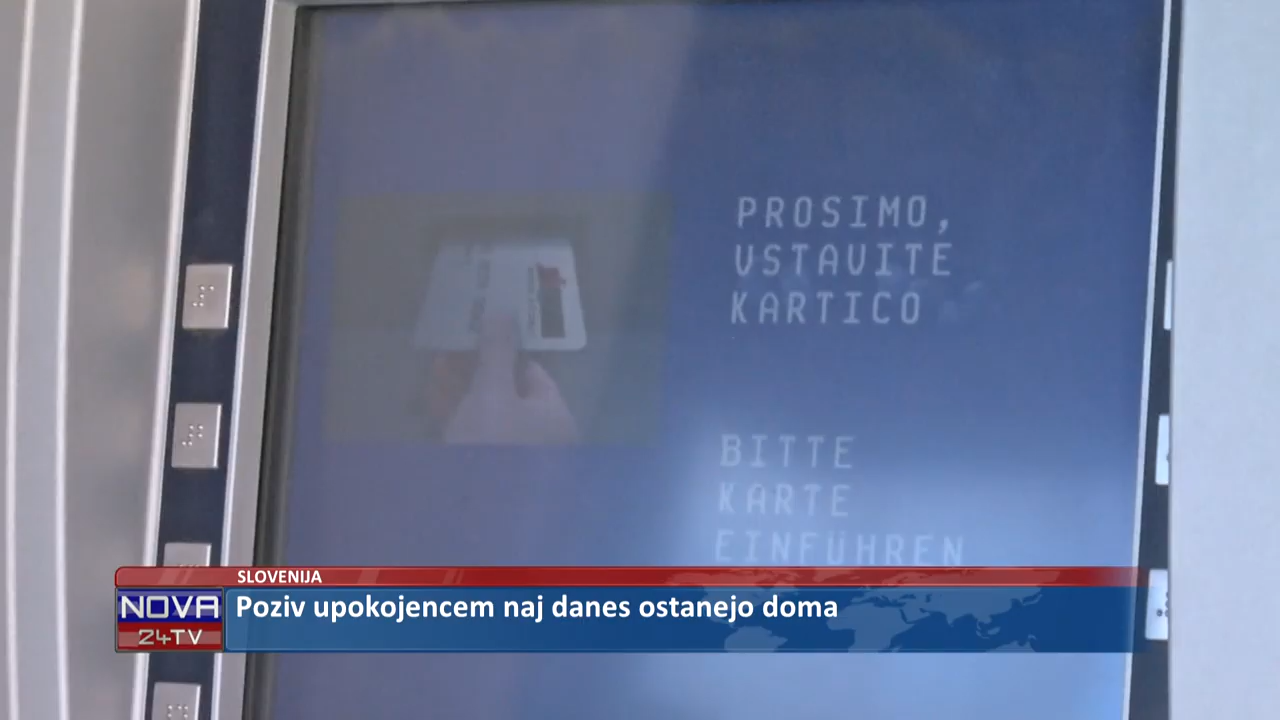 PROSIMO,
VSTAVITE
KARTICO
BITTE
KARTE
EINFÜHREN
SLOVENIJA
NOVA
24TV
Poziv upokojencem naj danes ostanejo doma